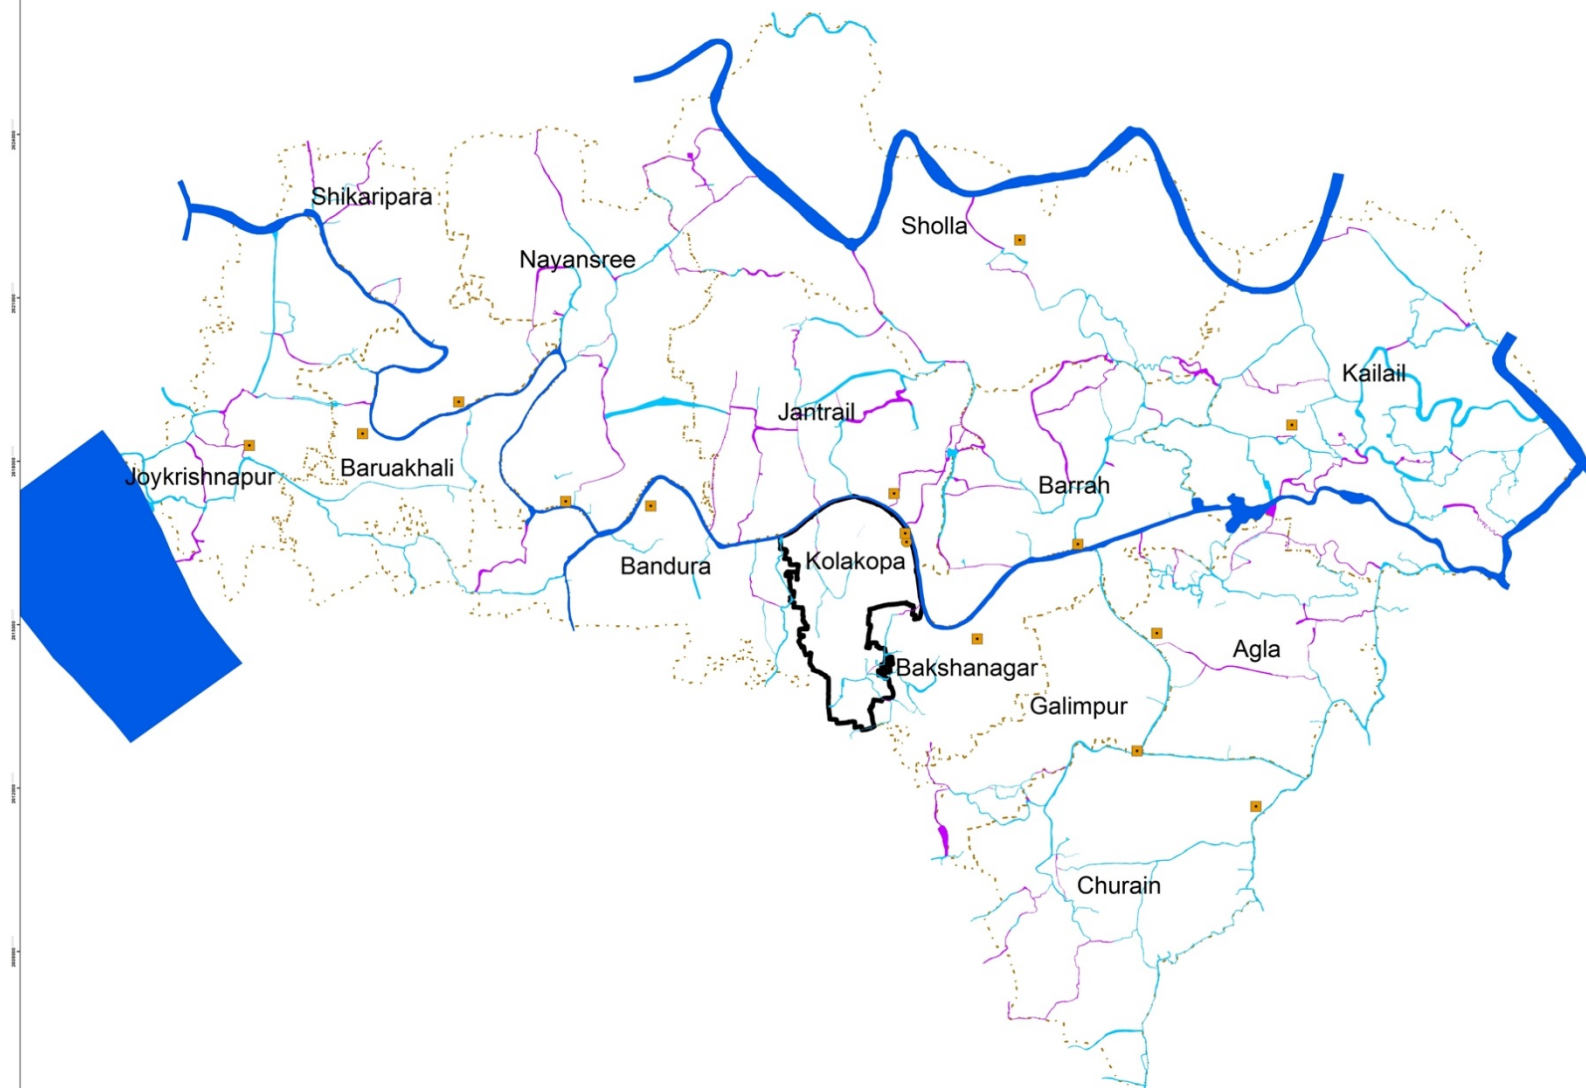 Shikaripara
Sholla
Nayansree
Kailail
Jantrail
Baruakhali
Joykrishnapur
Barrah
Kolakopa
Bandura
Agla
Bakshanagar
Galimpur
Churain